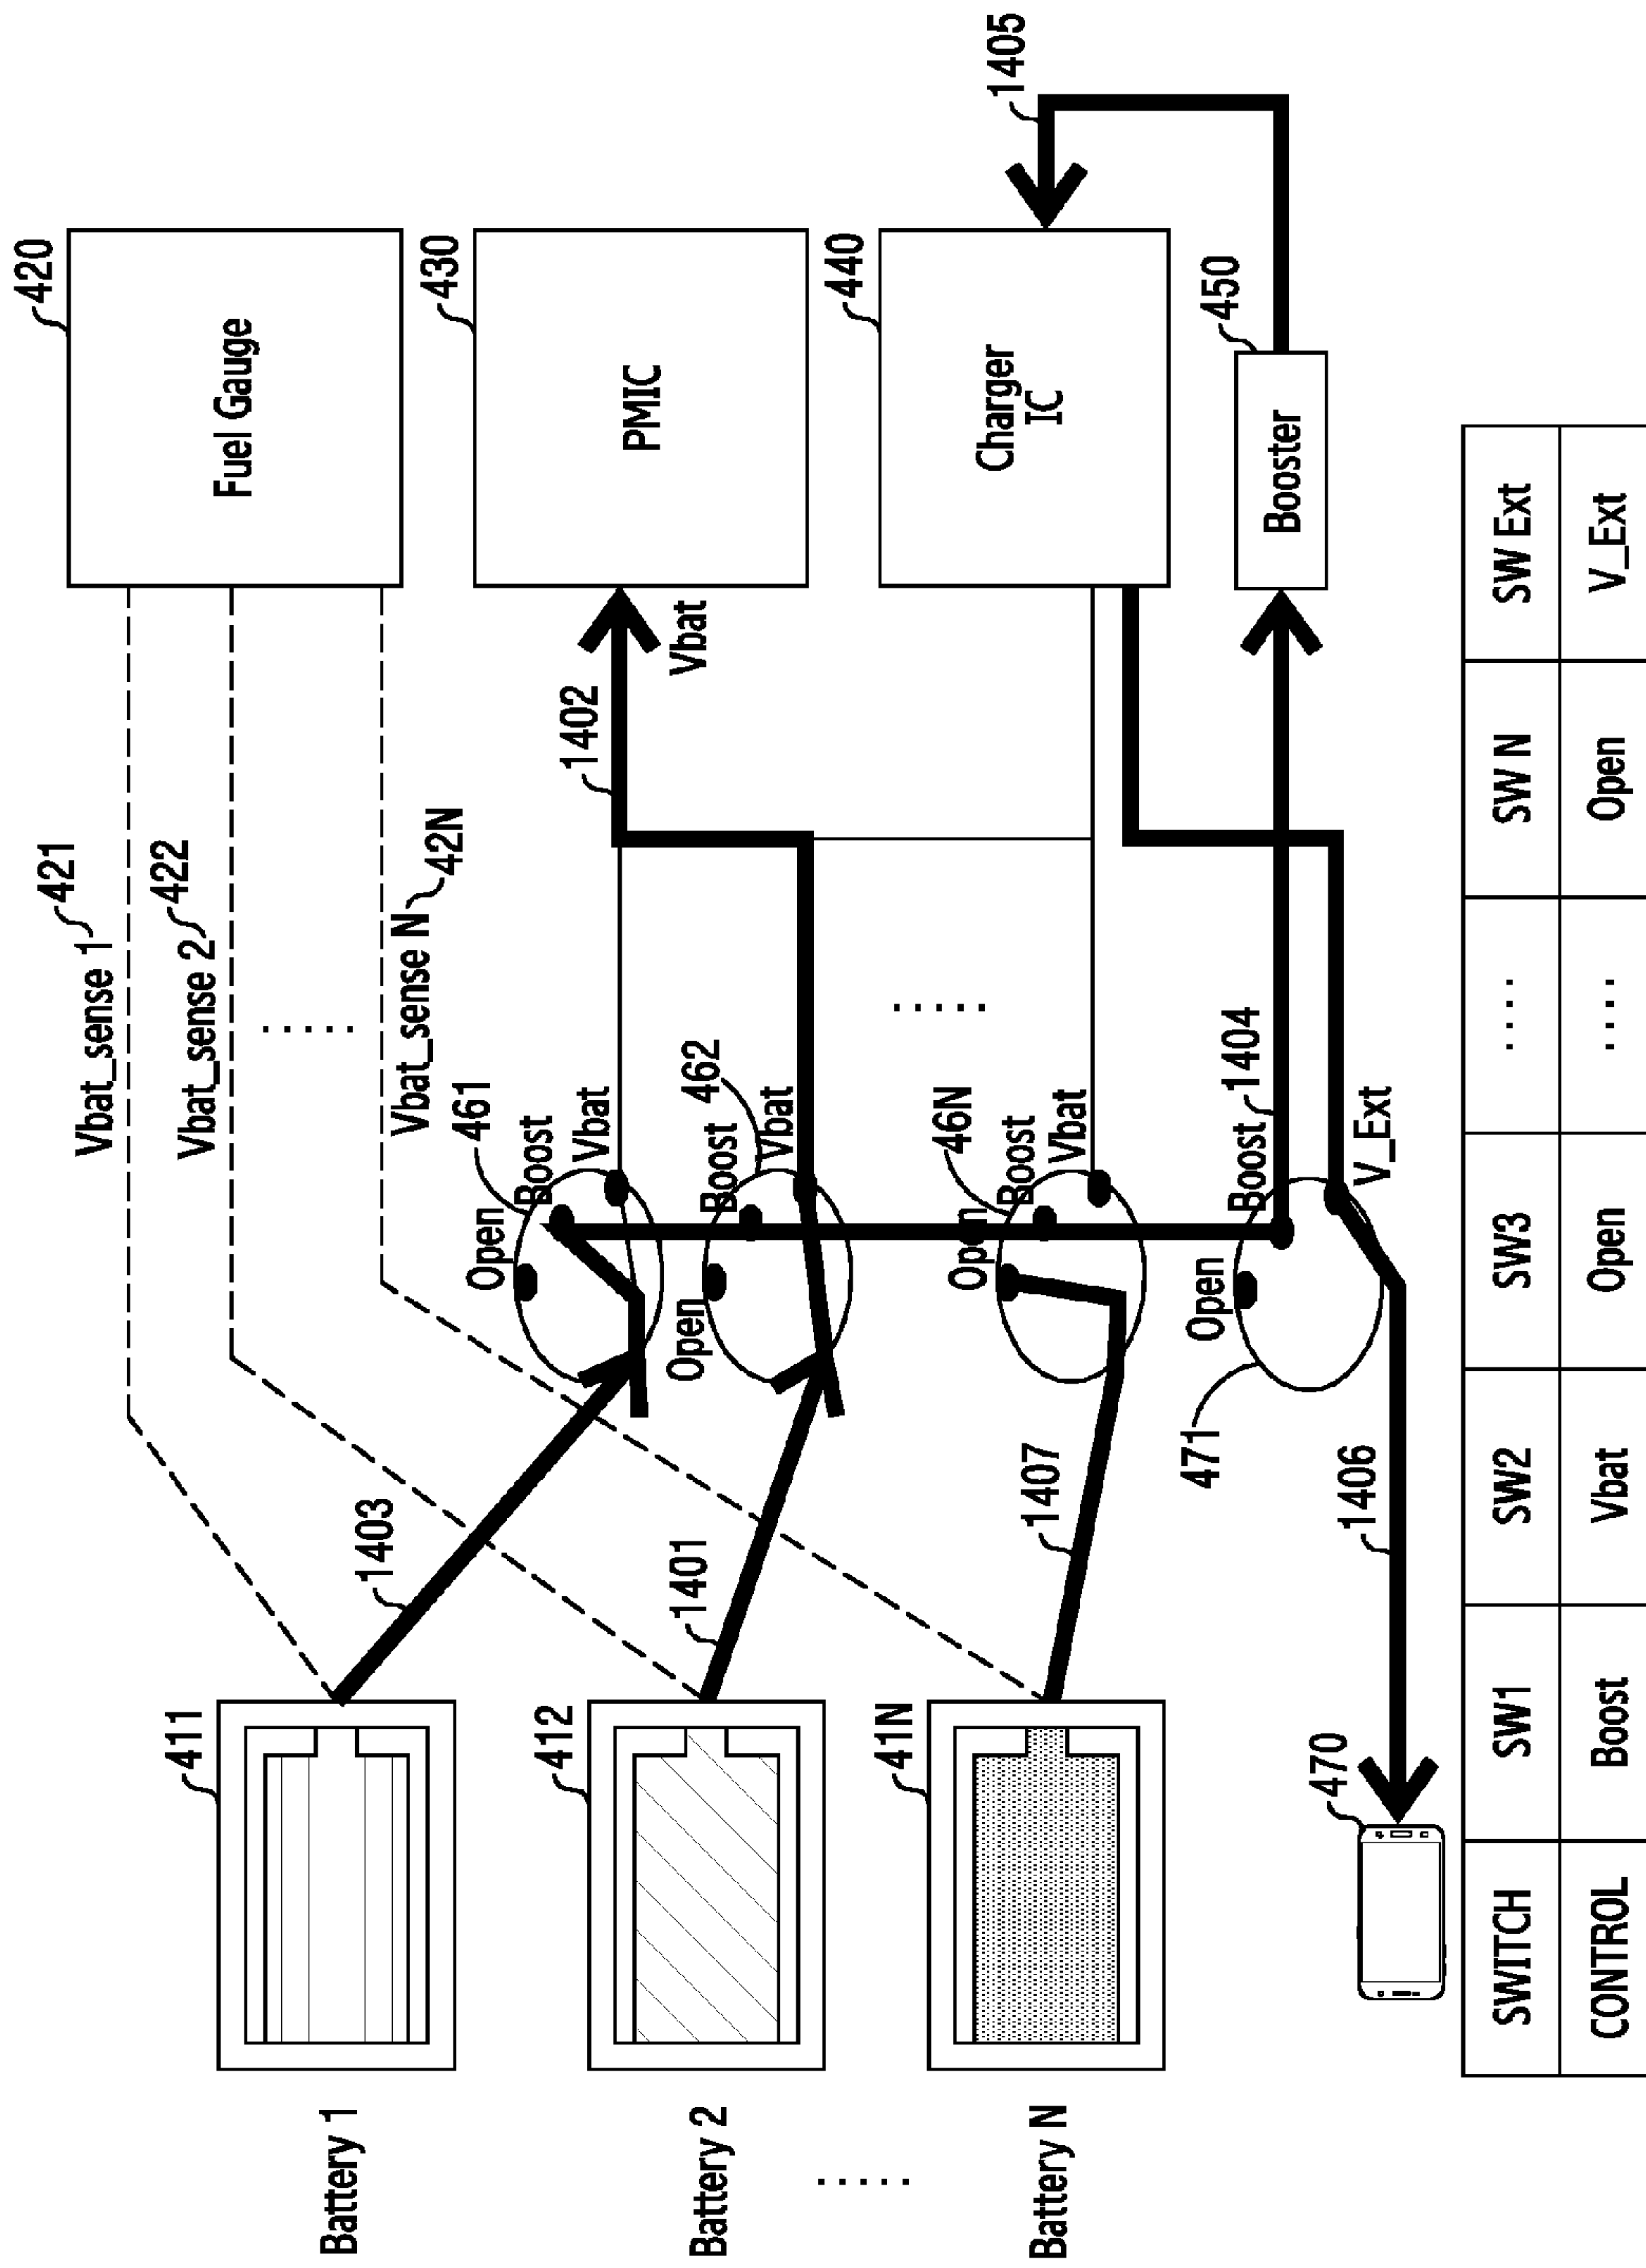 Battery 1
411
1403
Vbat_sense 1
421
Vbat_sense 2
422
Vbat_sense N
42N
.....
420
Fuel Gauge
Battery 2
412
1401
461
Open
Boost
Vbat
462
Open
Boost
Vbat
1402
Vbat
430
PMIC
.....
.....
Battery N
41N
1407
46N
Open
Boost
Vbat
440
Charger
IC
1405
470
1406
471
Open
Boost
1404
V_Ext
450
Booster
SWITCH SW1 SW2 SW3 .... SW N SW Ext
CONTROL Boost Vbat Open .... Open V_Ext